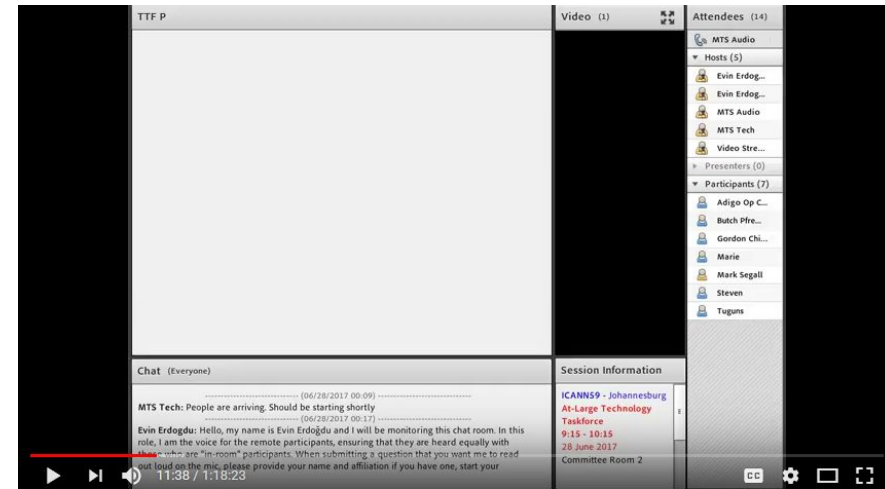 TTF P
Video (1)
Attendees (14)
MTS Audio
Hosts (5)
Evin Erdog...
Evin Erdog...
MTS Audio
MTS Tech
Video Stre...
Presenters (0)
Participants (7)
Adigo Op C...
Butch Pfre...
Gordon Chi...
Marie
Mark Segall
Steven
Tuguns
Chat (Everyone)
(06/28/2017 00:09)
MTS Tech: People are arriving. Should be starting shortly
(06/28/2017 00:17)
Evin Erdogdu: Hello, my name is Evin Erdoğdu and I will be monitoring this chat room. In this
role, I am the voice for the remote participants, ensuring that they are heard equally with
those who are "in-room" participants. When submitting a question that you want me to read
out loud on the mic, please provide your name and affiliation if you have one, start your
Session Information
ICANN59 - Johannesburg
At-Large Technology
Taskforce
9:15 - 10:15
28 June 2017
Committee Room 2
11:38 / 1:18:23
CC